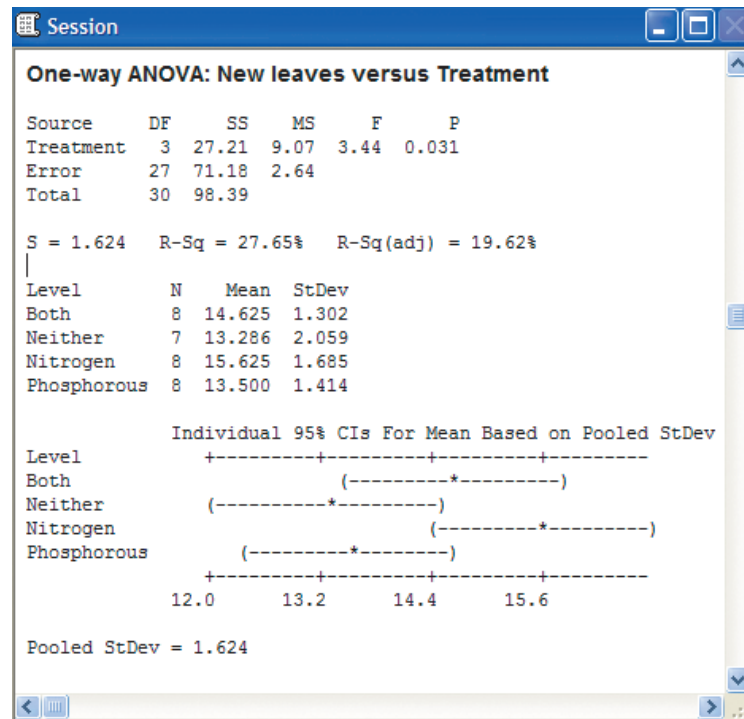 Session
One-way ANOVA: New leaves versus Treatment
Source DF SS MS F P
Treatment 3 27.21 9.07 3.44 0.031
Error 27 71.18 2.64
Total 30 98.39
S = 1.624 R-Sq = 27.65% R-Sq(adj) = 19.62%
Level N Mean StDev
Both 8 14.625 1.302
Neither 7 13.286 2.059
Nitrogen 8 15.625 1.685
Phosphorous 8 13.500 1.414
Individual 95% CIs For Mean Based on Pooled StDev
Level +---------+---------+---------+---------
Both (---------*---------)
Neither (----------*---------)
Nitrogen (---------*---------)
Phosphorous (---------*--------)
+---------+---------+---------+---------
12.0 13.2 14.4 15.6
Pooled StDev = 1.624